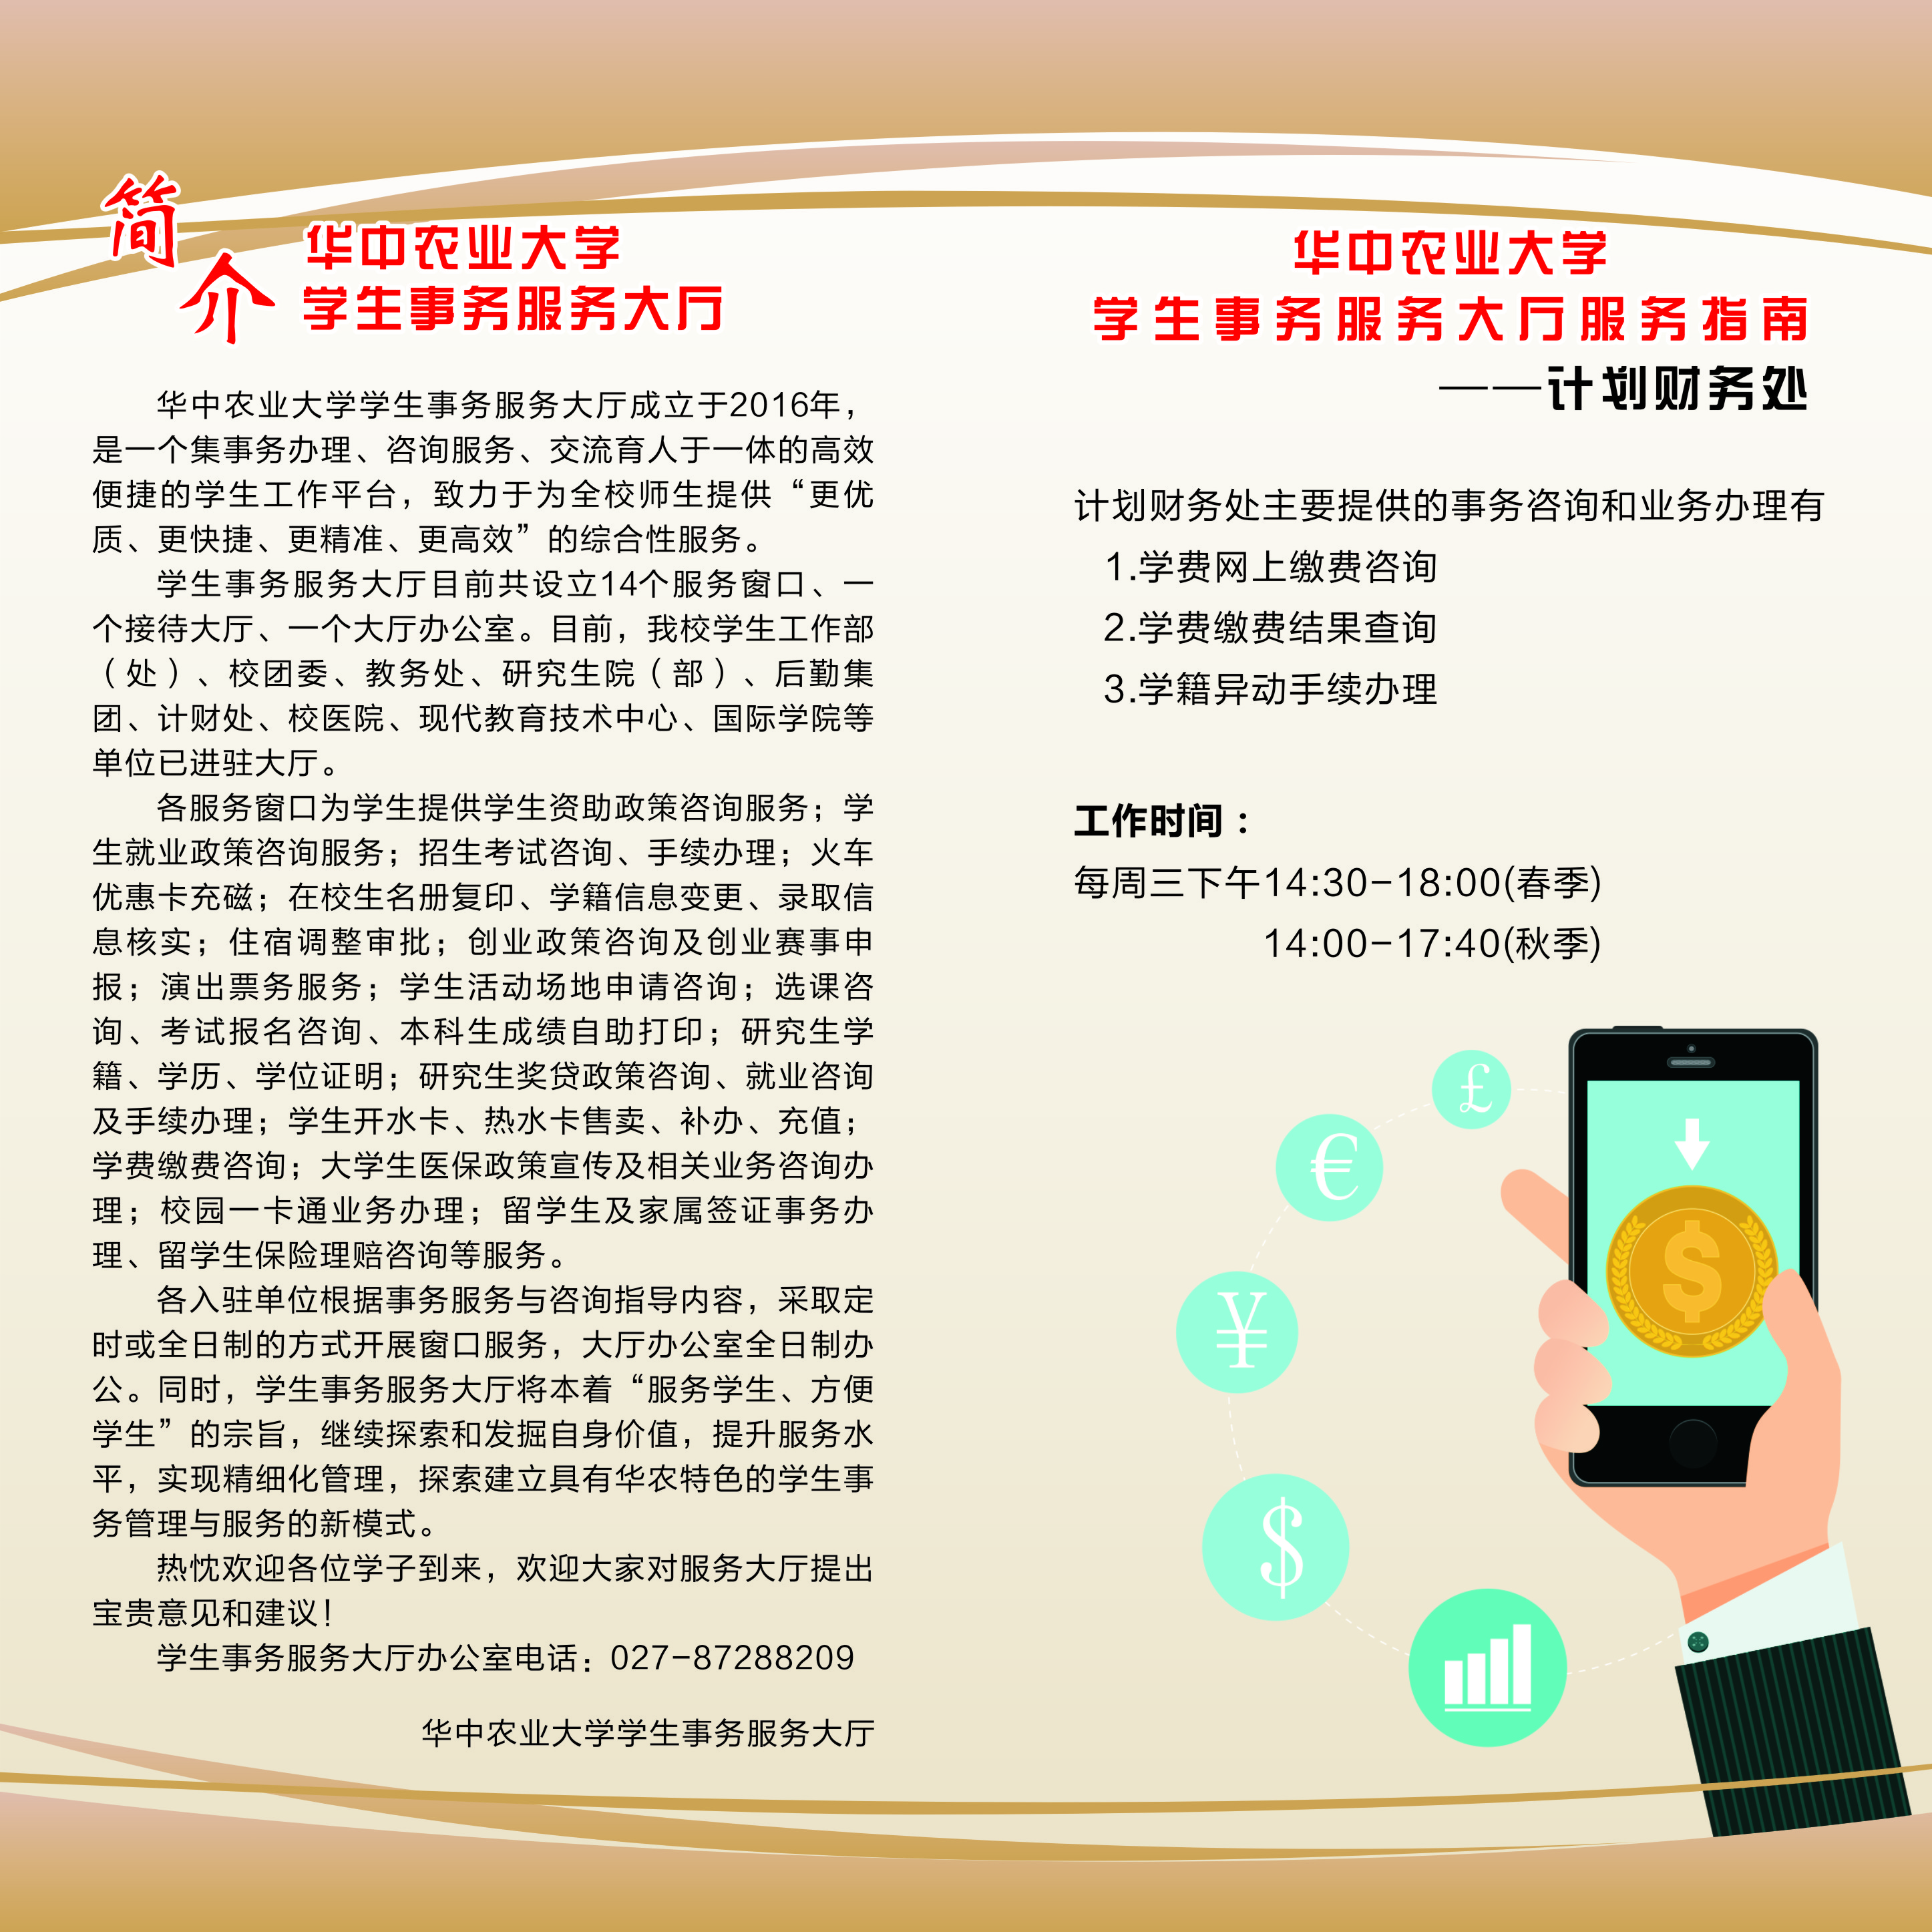 简
介
华中农业大学
学生事务服务大厅
华中农业大学学生事务服务大厅成立于2016年，
是一个集事务办理、咨询服务、交流育人于一体的高效
便捷的学生工作平台，致力于为全校师生提供“更优
质、更快捷、更精准、更高效”的综合性服务。
学生事务服务大厅目前共设立14个服务窗口、一
个接待大厅、一个大厅办公室。目前，我校学生工作部
（处）、校团委、教务处、研究生院（部）、后勤集
团、计财处、校医院、现代教育技术中心、国际学院等
单位已进驻大厅。
各服务窗口为学生提供学生资助政策咨询服务；学
生就业政策咨询服务；招生考试咨询、手续办理；火车
优惠卡充磁；在校生名册复印、学籍信息变更、录取信
息核实；住宿调整审批；创业政策咨询及创业赛事申
报；演出票务服务；学生活动场地申请咨询；选课咨
询、考试报名咨询、本科生成绩自助打印；研究生学
籍、学历、学位证明；研究生奖贷政策咨询、就业咨询
及手续办理；学生开水卡、热水卡售卖、补办、充值；
学费缴费咨询；大学生医保政策宣传及相关业务咨询办
理；校园一卡通业务办理；留学生及家属签证事务办
理、留学生保险理赔咨询等服务。
各入驻单位根据事务服务与咨询指导内容，采取定
时或全日制的方式开展窗口服务，大厅办公室全日制办
公。同时，学生事务服务大厅将本着“服务学生、方便
学生”的宗旨，继续探索和发掘自身价值，提升服务水
平，实现精细化管理，探索建立具有华农特色的学生事
务管理与服务的新模式。
热忱欢迎各位学子到来，欢迎大家对服务大厅提出
宝贵意见和建议！
学生事务服务大厅办公室电话：027-87288209
华中农业大学学生事务服务大厅
华中农业大学
学生事务服务大厅服务指南
——计划财务处
计划财务处主要提供的事务咨询和业务办理有
1.学费网上缴费咨询
2.学费缴费结果查询
3.学籍异动手续办理
工作时间：
每周三下午14:30-18:00(春季)
14:00-17:40(秋季)
£
€
¥
$
$